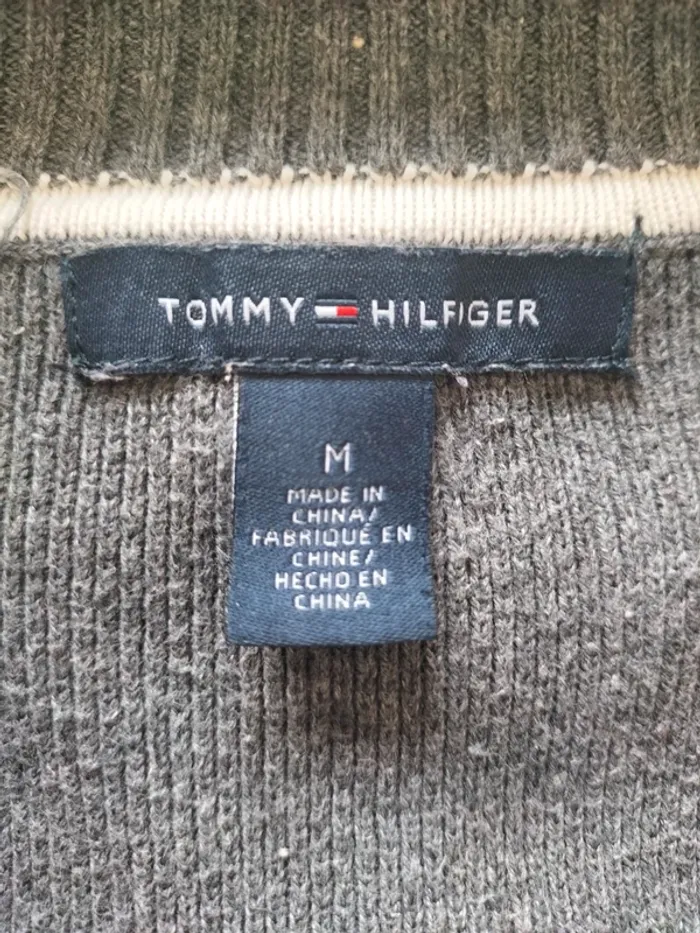 TOMMY HILFIGER
M
MADE IN
CHINA/
FABRIQUÉ EN
CHINE/
HECHO EN
CHINA